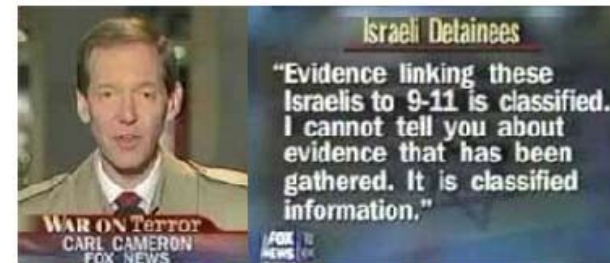 Israeli Detainees
“Evidence linking these
Israelis to 9-11 is classified.
I cannot tell you about
evidence that has been
gathered. It is classified
information.”
WAR ON Terror
CARL CAMERON
FOX NEWS
FOX
NEWS